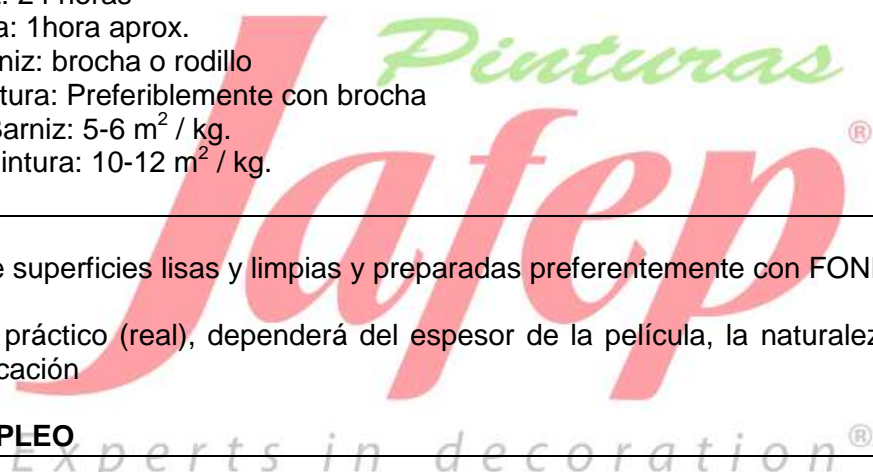 24 horas
a: 1hora aprox.
niz: brocha o rodillo
Pinturas
tura: Preferiblemente con brocha
Barniz: 5-6 m² / kg.
intura: 10-12 m² / kg.
®
Jafep
e superficies lisas y limpias y preparadas preferentemente con FON
práctico (real), dependerá del espesor de la película, la naturalez
cación
PLEO
Experts in decoration®